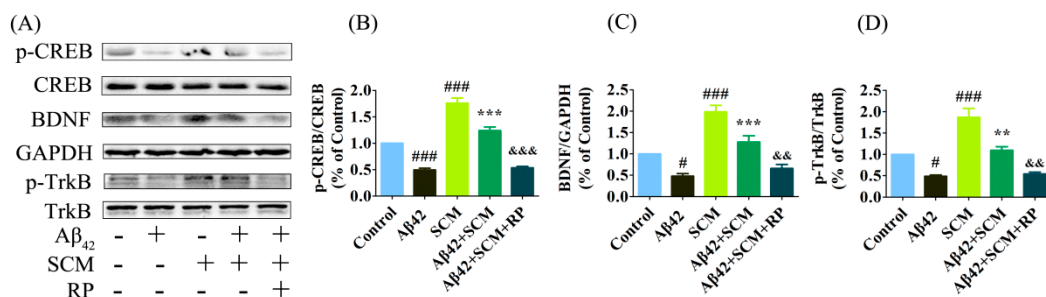 (A)
p-CREB
CREB
BDNF
GAPDH
p-TrkB
TrkB
Aβ42 - + - + +
SCM - - + + +
RP - - - - +
(B)
p-CREB/CREB
(% of Control)
2.0
1.5
1.0
0.5
0.0
###
###
***
&&&
Control
Aβ42
SCM
Aβ42+SCM
Aβ42+SCM+RP
(C)
BDNF/GAPDH
(% of Control)
2.5
2.0
1.5
1.0
0.5
0.0
#
###
***
&&
Control
Aβ42
SCM
Aβ42+SCM
Aβ42+SCM+RP
(D)
p-TrkB/TrkB
(% of Control)
2.5
2.0
1.5
1.0
0.5
0.0
#
###
**
&&
Control
Aβ42
SCM
Aβ42+SCM
Aβ42+SCM+RP